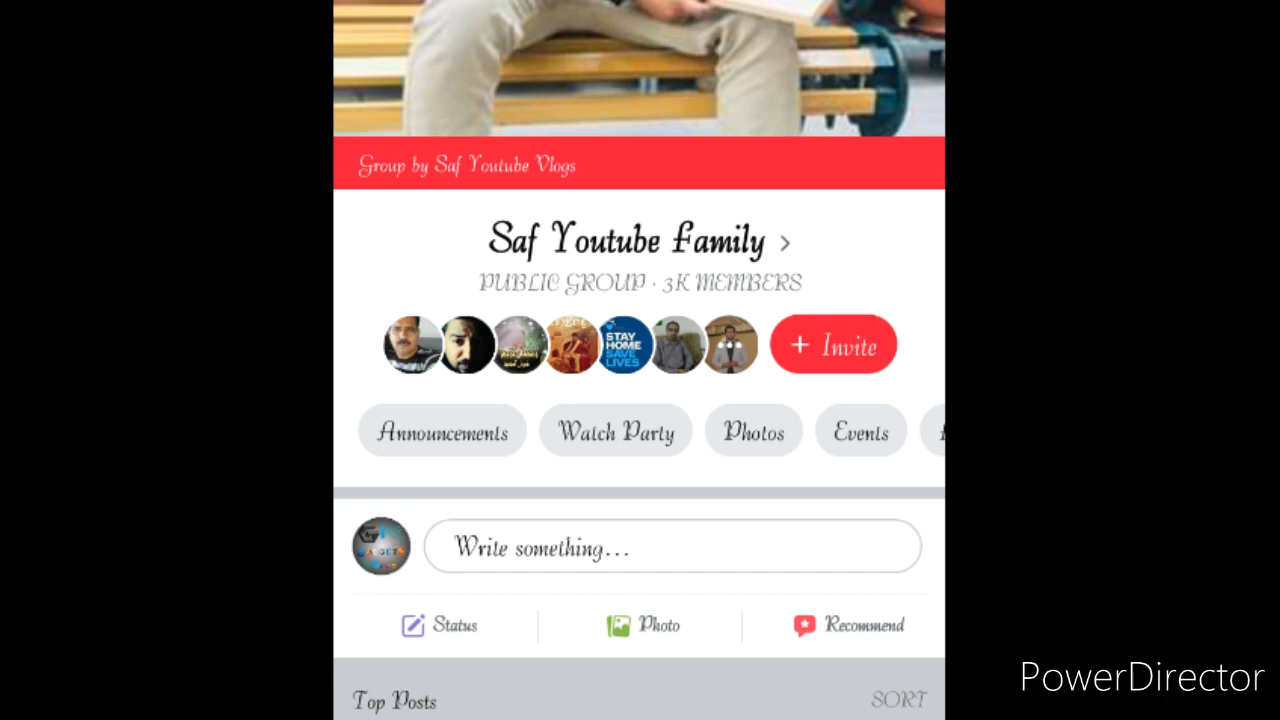 Group by Saf Youtube Vlogs
Saf Youtube Family
PUBLIC GROUP · 3K MEMBERS
STAY
HOME
SAVE
LIVES
+ Invite
Announcements
Watch Party
Photos
Events
Write something...
Status
Photo
Recommend
Top Posts
SORT
PowerDirector